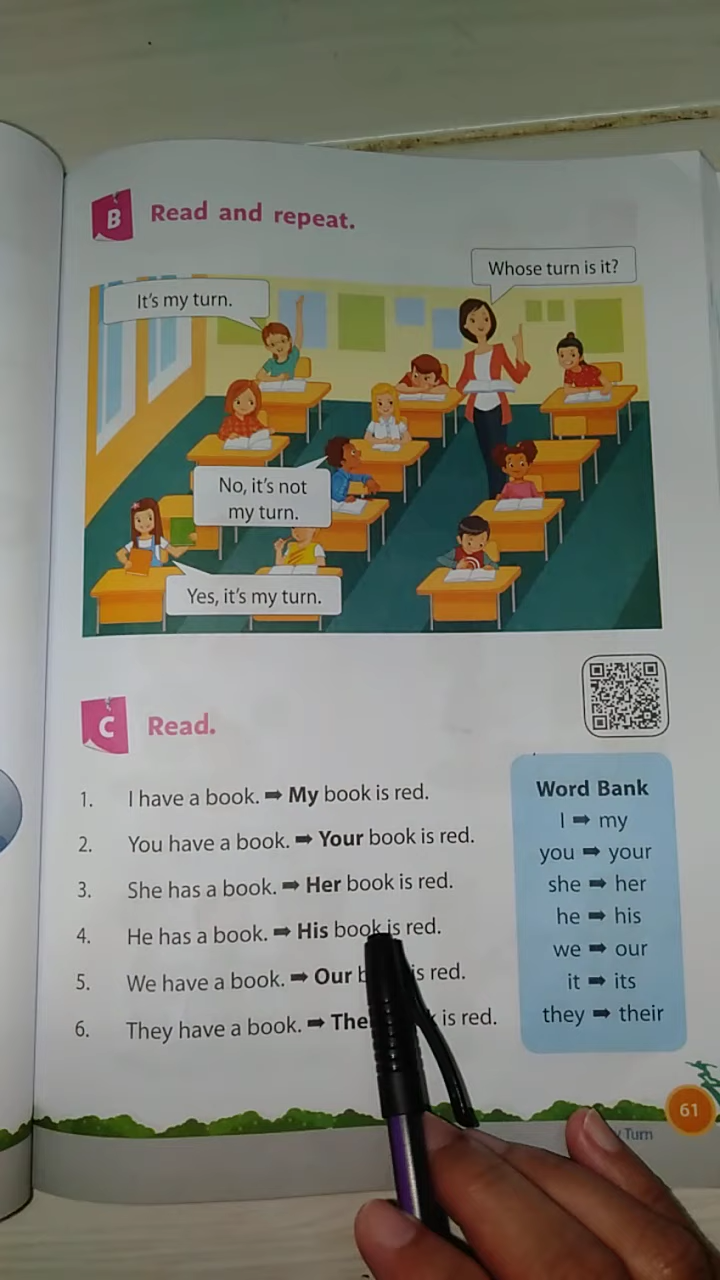 B Read and repeat.
Whose turn is it?
It's my turn.
No, it's not
my turn.
Yes, it's my turn.
C Read.
1. I have a book. ➡ My book is red.
2. You have a book. ➡ Your book is red.
3. She has a book. ➡ Her book is red.
4. He has a book. ➡ His book is red.
5. We have a book. ➡ Our is red.
6. They have a book. ➡ is red.
Word Bank
I ➡ my
you ➡ your
she ➡ her
he ➡ his
we ➡ our
it ➡ its
they ➡ their
61
Turn